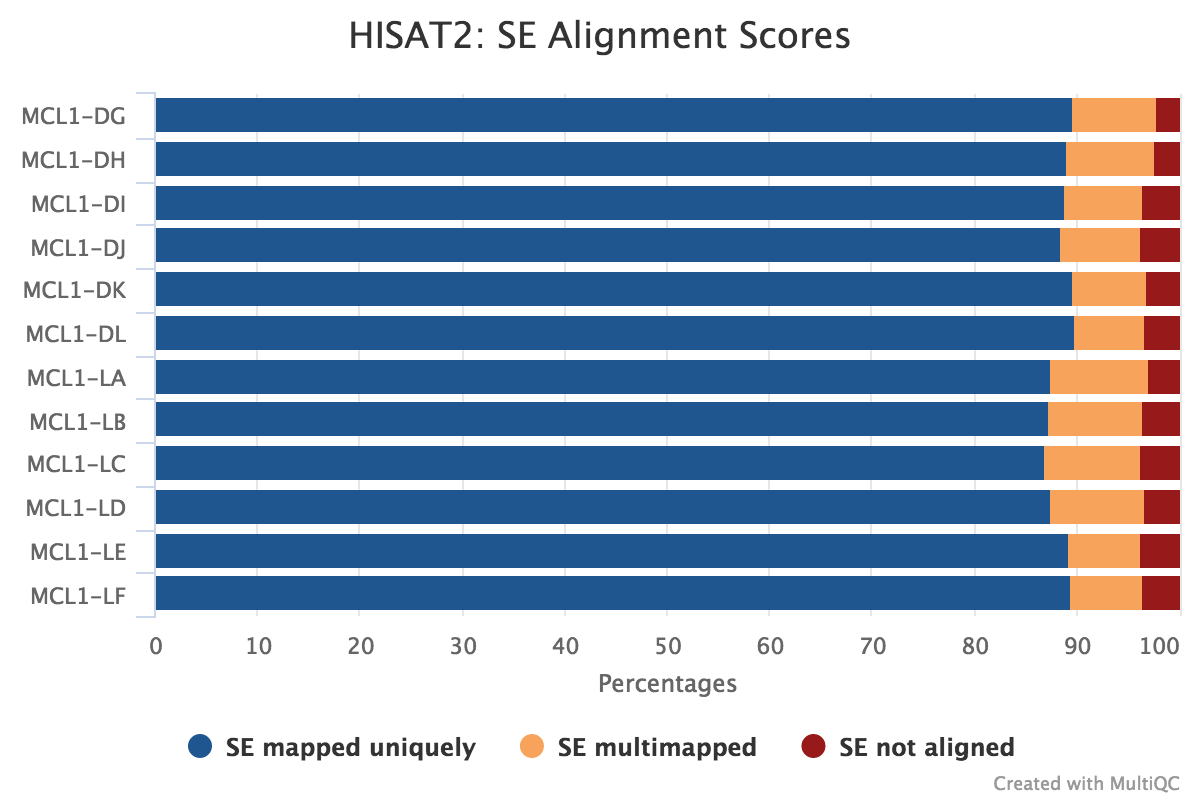 HISAT2: SE Alignment Scores
MCL1-DG
MCL1-DH
MCL1-DI
MCL1-DJ
MCL1-DK
MCL1-DL
MCL1-LA
MCL1-LB
MCL1-LC
MCL1-LD
MCL1-LE
MCL1-LF
0 10 20 30 40 50 60 70 80 90 100
Percentages
SE mapped uniquely SE multimapped SE not aligned
Created with MultiQC